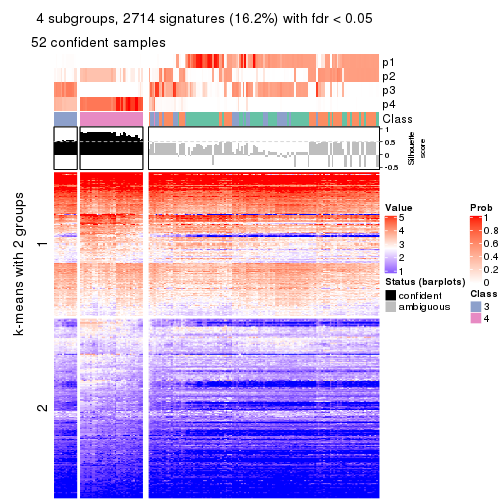 4 subgroups, 2714 signatures (16.2%) with fdr < 0.05
52 confident samples
p1
p2
p3
p4
Class
1
0.5
0
-0.5
Silhouette
score
k-means with 2 groups
1
2
Value
5
4
3
2
1
Prob
1
0.8
0.6
0.4
0.2
0
Status (barplots)
confident
ambiguous
Class
3
4